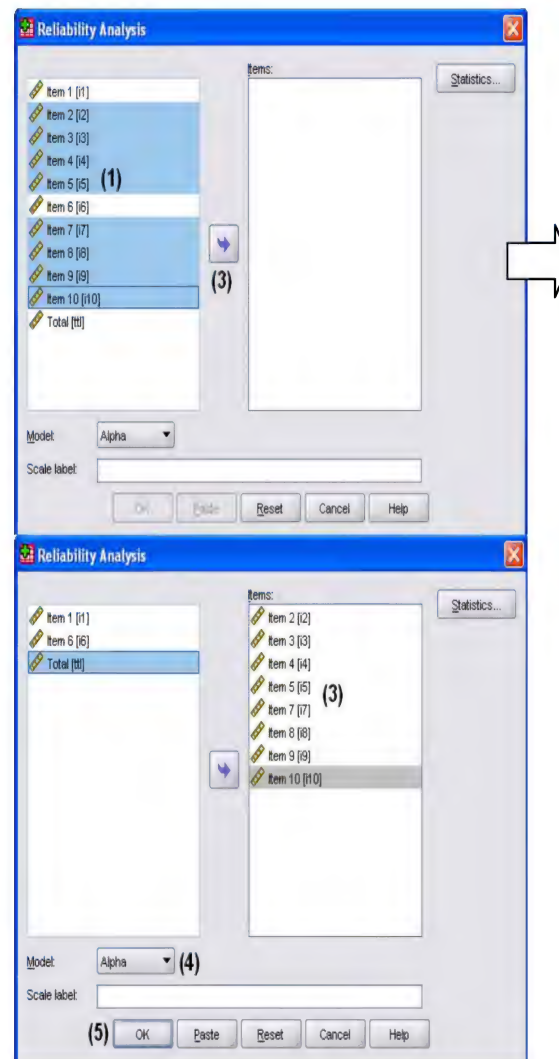 Reliability Analysis
Items:
Statistics...
Item 1 [i1]
Item 2 [i2]
Item 3 [i3]
Item 4 [i4]
Item 5 [i5] (1)
Item 6 [i6]
Item 7 [i7]
Item 8 [i8]
Item 9 [i9]
(3)
Item 10 [i10]
Total [ttl]
Model: Alpha
Scale label:
OK Paste Reset Cancel Help
Reliability Analysis
Items:
Statistics...
Item 1 [i1]
Item 6 [i6]
Total [ttl]
Item 2 [i2]
Item 3 [i3]
Item 4 [i4]
Item 5 [i5] (3)
Item 7 [i7]
Item 8 [i8]
Item 9 [i9]
Item 10 [i10]
Model: Alpha (4)
Scale label:
(5) OK Paste Reset Cancel Help